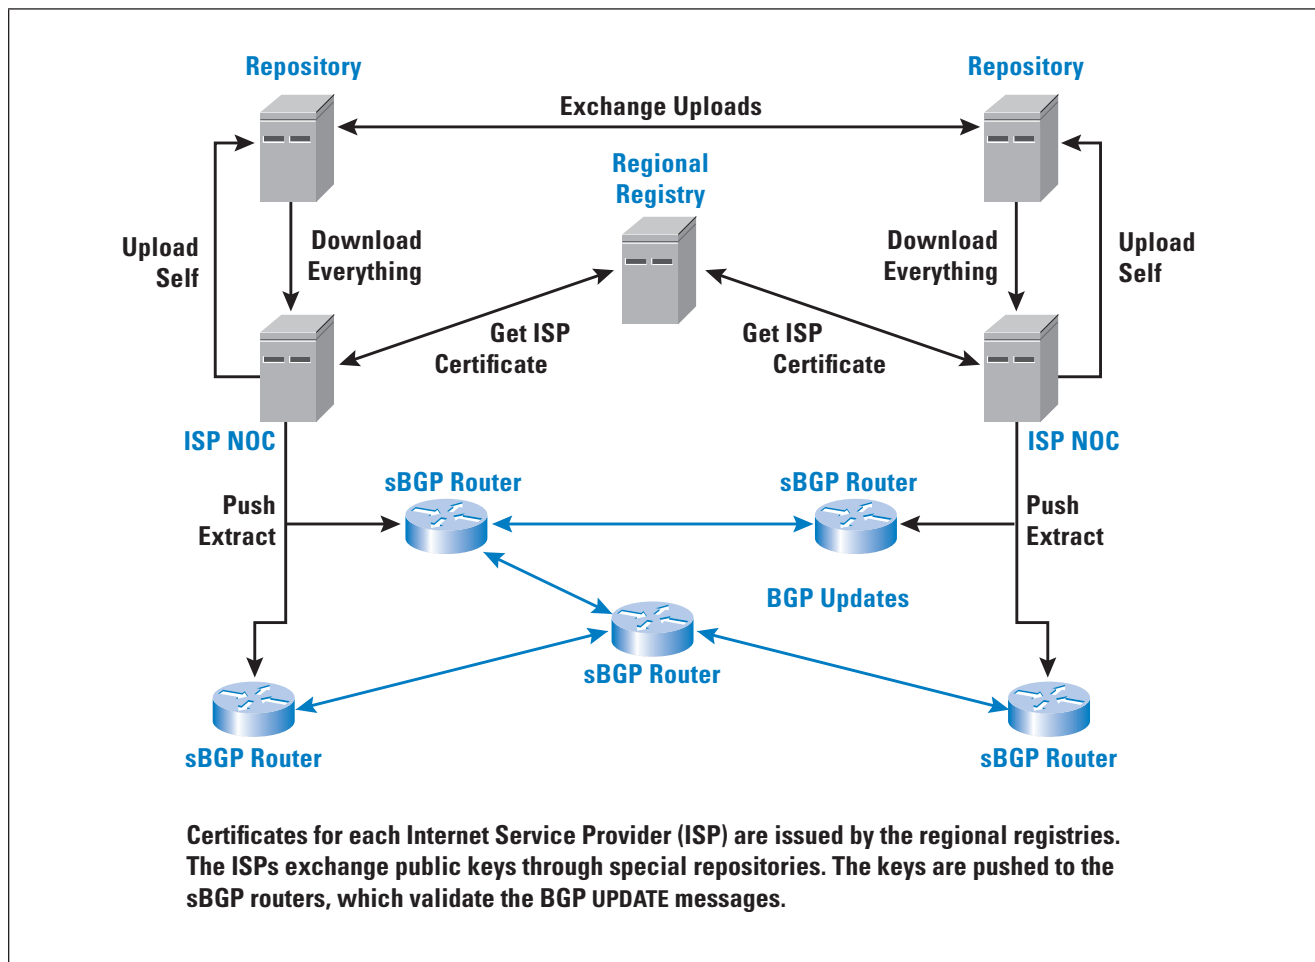 Repository
Repository
Exchange Uploads
Regional
Registry
Upload
Self
Download
Everything
Download
Everything
Upload
Self
Get ISP
Certificate
Get ISP
Certificate
ISP NOC
ISP NOC
sBGP Router
sBGP Router
Push
Extract
Push
Extract
BGP Updates
sBGP Router
sBGP Router
sBGP Router
Certificates for each Internet Service Provider (ISP) are issued by the regional registries.
The ISPs exchange public keys through special repositories. The keys are pushed to the
sBGP routers, which validate the BGP UPDATE messages.